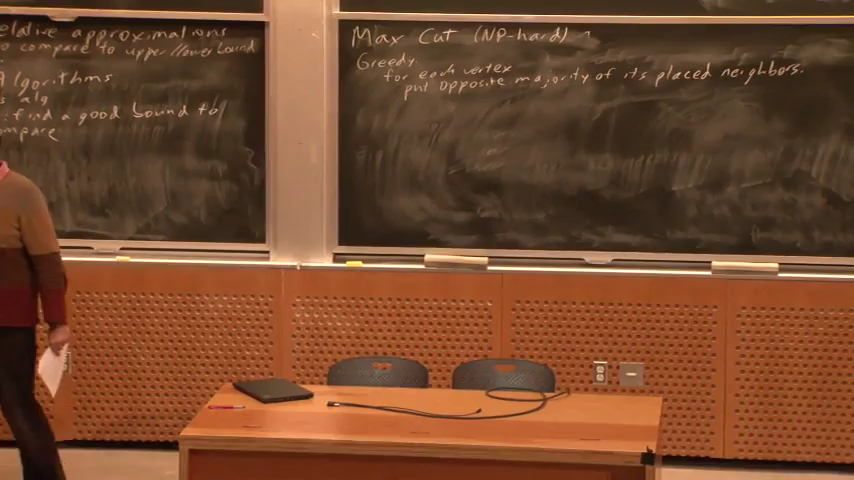 elative approximations
o compare to upper/lower bound
Algorithms
s alg
: find a good bound to
ompare
Max Cut (NP-hard)
Greedy
for each vertex
put opposite majority of its placed neighbors.